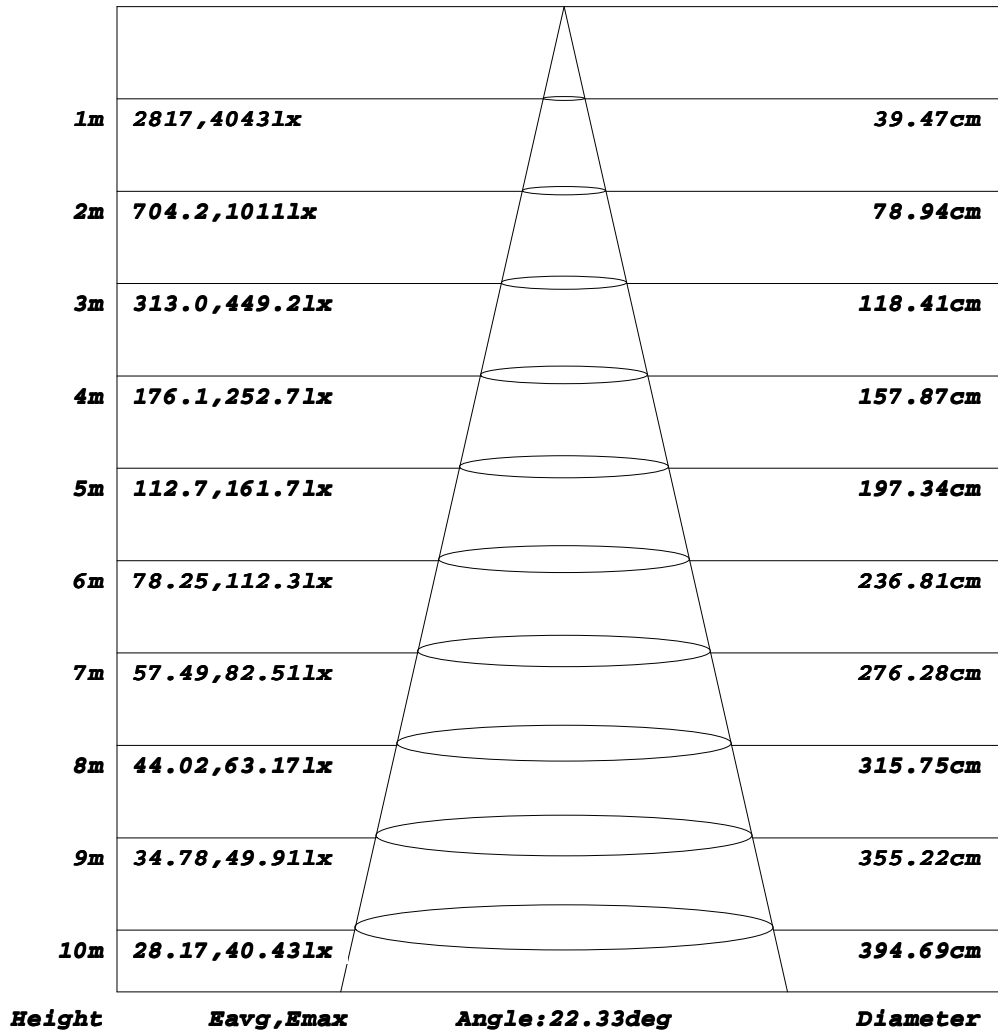 1m 2817,4043lx 39.47cm
2m 704.2,1011lx 78.94cm
3m 313.0,449.2lx 118.41cm
4m 176.1,252.7lx 157.87cm
5m 112.7,161.7lx 197.34cm
6m 78.25,112.3lx 236.81cm
7m 57.49,82.51lx 276.28cm
8m 44.02,63.17lx 315.75cm
9m 34.78,49.91lx 355.22cm
10m 28.17,40.43lx 394.69cm
Height Eavg,Emax Angle:22.33deg Diameter